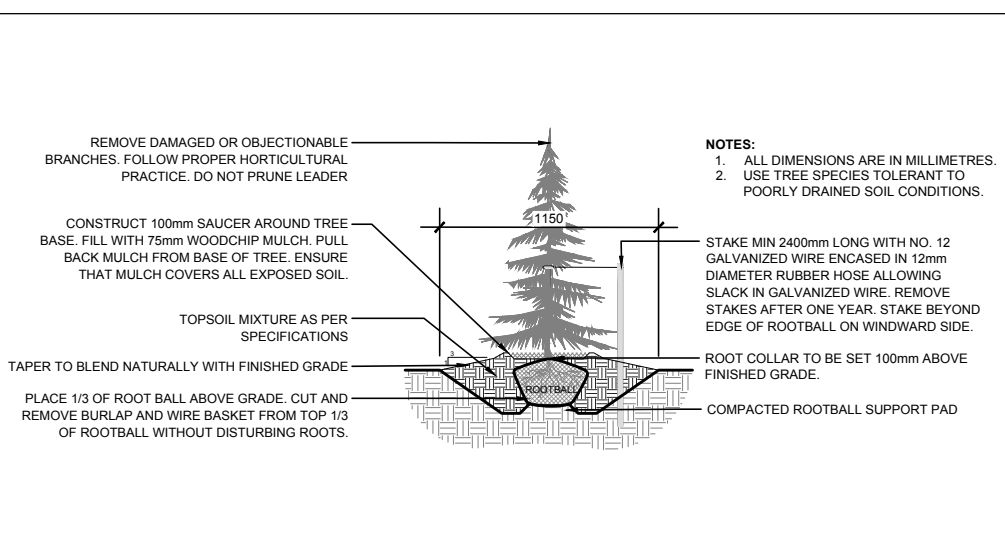 REMOVE DAMAGED OR OBJECTIONABLE
BRANCHES. FOLLOW PROPER HORTICULTURAL
PRACTICE. DO NOT PRUNE LEADER
CONSTRUCT 100mm SAUCER AROUND TREE
BASE. FILL WITH 75mm WOODCHIP MULCH. PULL
BACK MULCH FROM BASE OF TREE. ENSURE
THAT MULCH COVERS ALL EXPOSED SOIL.
TOPSOIL MIXTURE AS PER
SPECIFICATIONS
TAPER TO BLEND NATURALLY WITH FINISHED GRADE
PLACE 1/3 OF ROOT BALL ABOVE GRADE. CUT AND
REMOVE BURLAP AND WIRE BASKET FROM TOP 1/3
OF ROOTBALL WITHOUT DISTURBING ROOTS.
1150
3
ROOTBALL
NOTES:
1. ALL DIMENSIONS ARE IN MILLIMETRES.
2. USE TREE SPECIES TOLERANT TO
POORLY DRAINED SOIL CONDITIONS.
STAKE MIN 2400mm LONG WITH NO. 12
GALVANIZED WIRE ENCASED IN 12mm
DIAMETER RUBBER HOSE ALLOWING
SLACK IN GALVANIZED WIRE. REMOVE
STAKES AFTER ONE YEAR. STAKE BEYOND
EDGE OF ROOTBALL ON WINDWARD SIDE.
ROOT COLLAR TO BE SET 100mm ABOVE
FINISHED GRADE.
COMPACTED ROOTBALL SUPPORT PAD